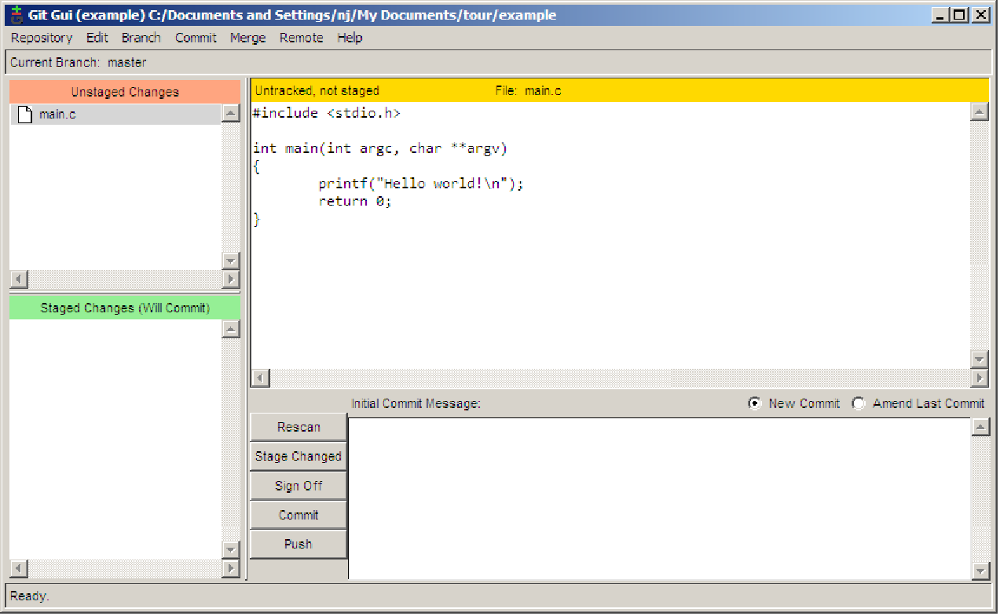 Git Gui (example) C:/Documents and Settings/nj/My Documents/tour/example
Repository Edit Branch Commit Merge Remote Help
Current Branch: master
Unstaged Changes
main.c
Staged Changes (Will Commit)
Untracked, not staged File: main.c
#include <stdio.h>
int main(int argc, char **argv)
{
        printf("Hello world!\n");
        return 0;
}
Initial Commit Message: New Commit Amend Last Commit
Rescan
Stage Changed
Sign Off
Commit
Push
Ready.